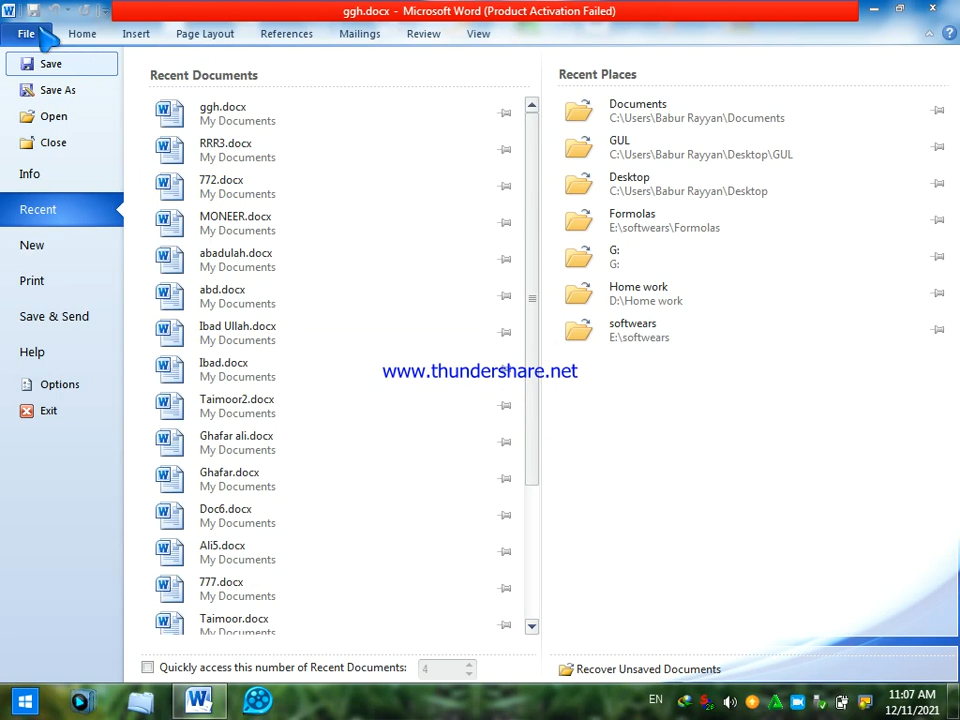 ggh.docx - Microsoft Word (Product Activation Failed)
File Home Insert Page Layout References Mailings Review View
Save
Save As
Open
Close
Info
Recent
New
Print
Save & Send
Help
Options
Exit
Recent Documents
ggh.docx
My Documents
RRR3.docx
My Documents
772.docx
My Documents
MONEER.docx
My Documents
abadulah.docx
My Documents
abd.docx
My Documents
Ibad Ullah.docx
My Documents
Ibad.docx
My Documents
Taimoor2.docx
My Documents
Ghafar ali.docx
My Documents
Ghafar.docx
My Documents
Doc6.docx
My Documents
Ali5.docx
My Documents
777.docx
My Documents
Taimoor.docx
My Documents
Quickly access this number of Recent Documents: 4
Recent Places
Documents
C:\Users\Babur Rayyan\Documents
GUL
C:\Users\Babur Rayyan\Desktop\GUL
Desktop
C:\Users\Babur Rayyan\Desktop
Formolas
E:\softwears\Formolas
G:
G:
Home work
D:\Home work
softwears
E:\softwears
www.thundershare.net
Recover Unsaved Documents
EN
11:07 AM
12/11/2021